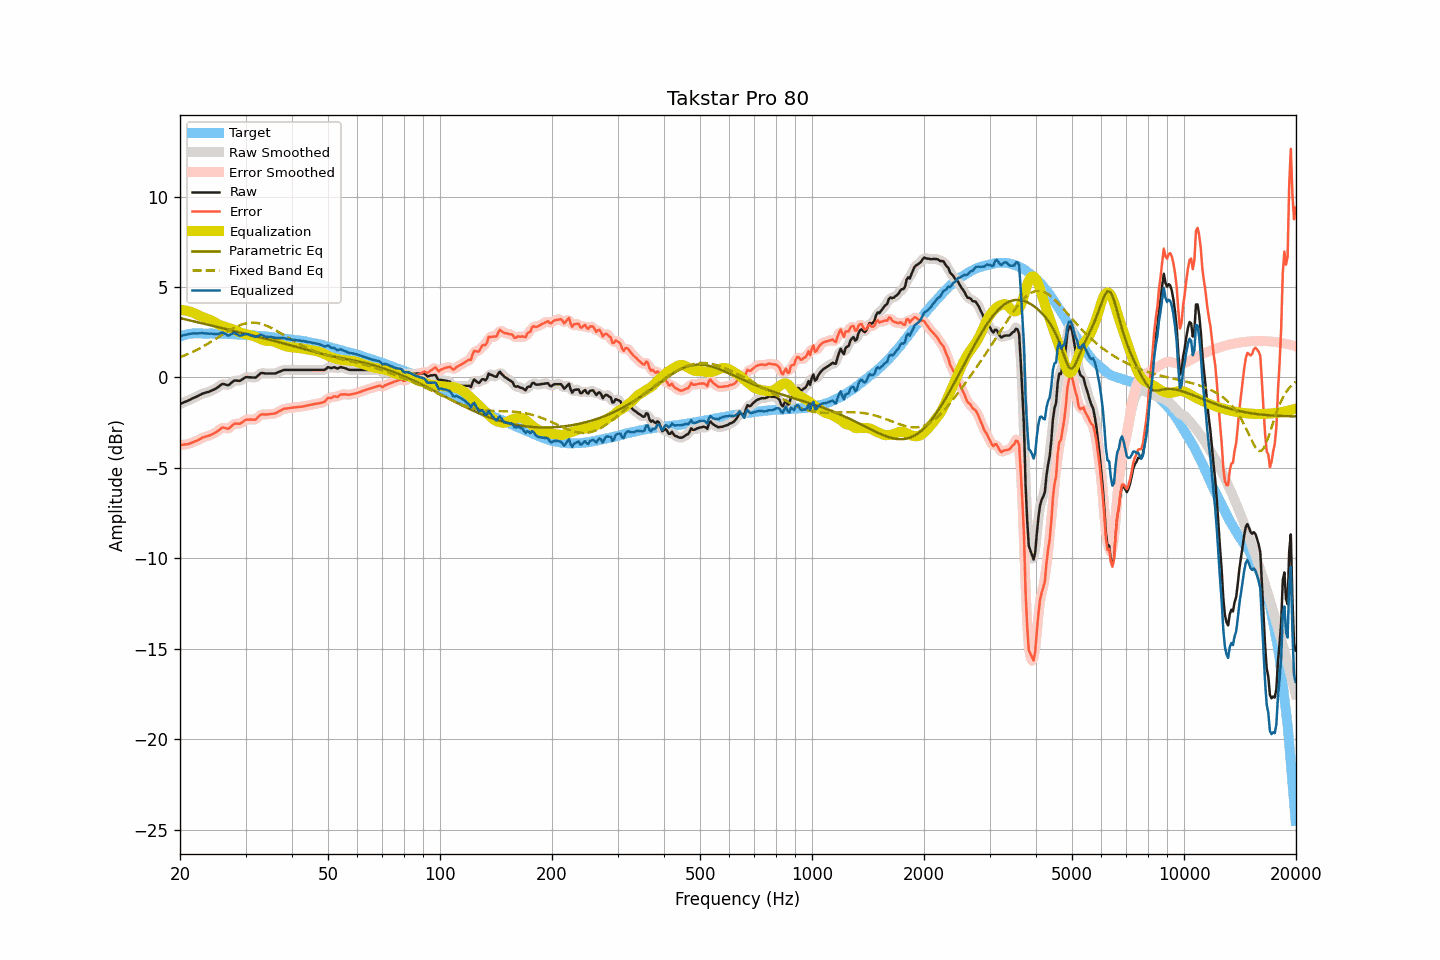 Takstar Pro 80
Target
Raw Smoothed
Error Smoothed
Raw
Error
Equalization
Parametric Eq
Fixed Band Eq
Equalized
10
5
0
−5
−10
−15
−20
−25
Amplitude (dBr)
20 50 100 200 500 1000 2000 5000 10000 20000
Frequency (Hz)